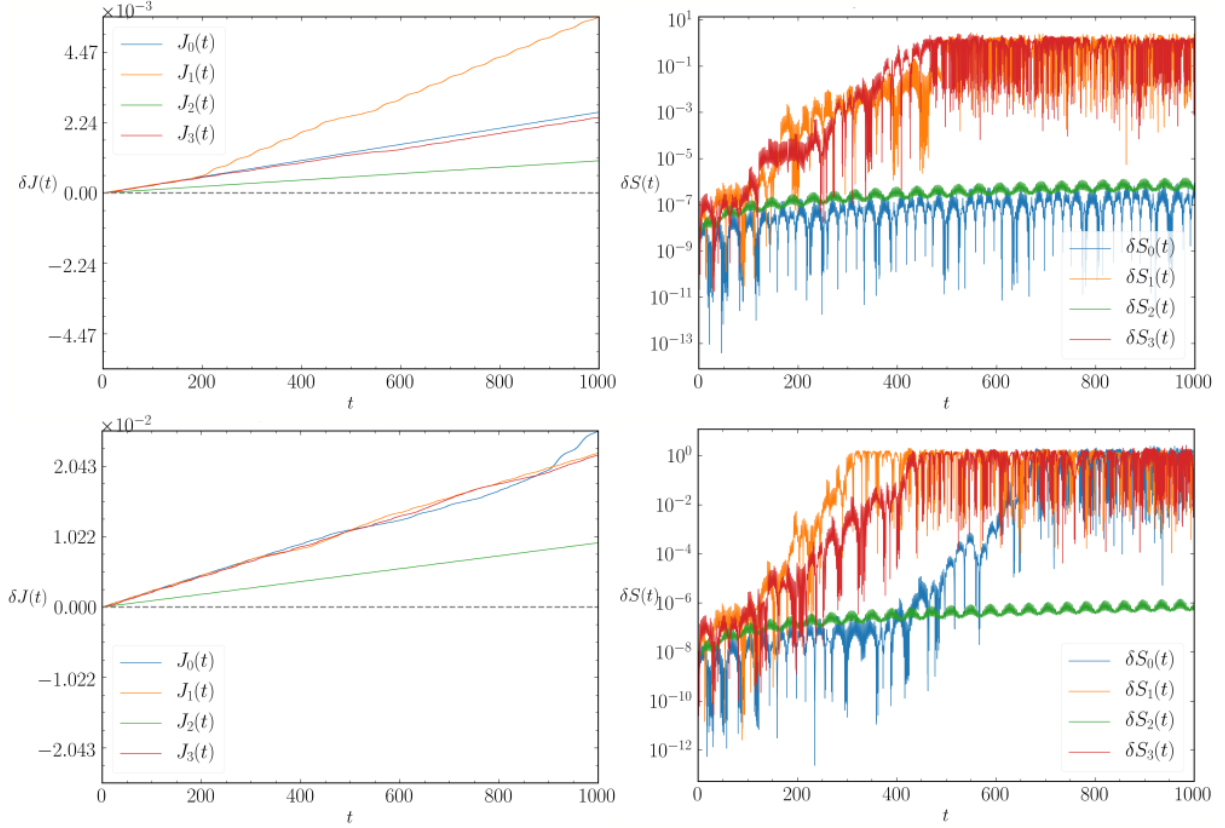 ×10⁻³
4.47
2.24
0.00
−2.24
−4.47
δJ(t)
J₀(t)
J₁(t)
J₂(t)
J₃(t)
0 200 400 600 800 1000
t
10¹
10⁻¹
10⁻³
10⁻⁵
10⁻⁷
10⁻⁹
10⁻¹¹
10⁻¹³
δS(t)
δS₀(t)
δS₁(t)
δS₂(t)
δS₃(t)
0 200 400 600 800 1000
t
×10⁻²
2.043
1.022
0.000
−1.022
−2.043
δJ(t)
J₀(t)
J₁(t)
J₂(t)
J₃(t)
0 200 400 600 800 1000
t
10⁰
10⁻²
10⁻⁴
10⁻⁶
10⁻⁸
10⁻¹⁰
10⁻¹²
δS(t)
δS₀(t)
δS₁(t)
δS₂(t)
δS₃(t)
0 200 400 600 800 1000
t